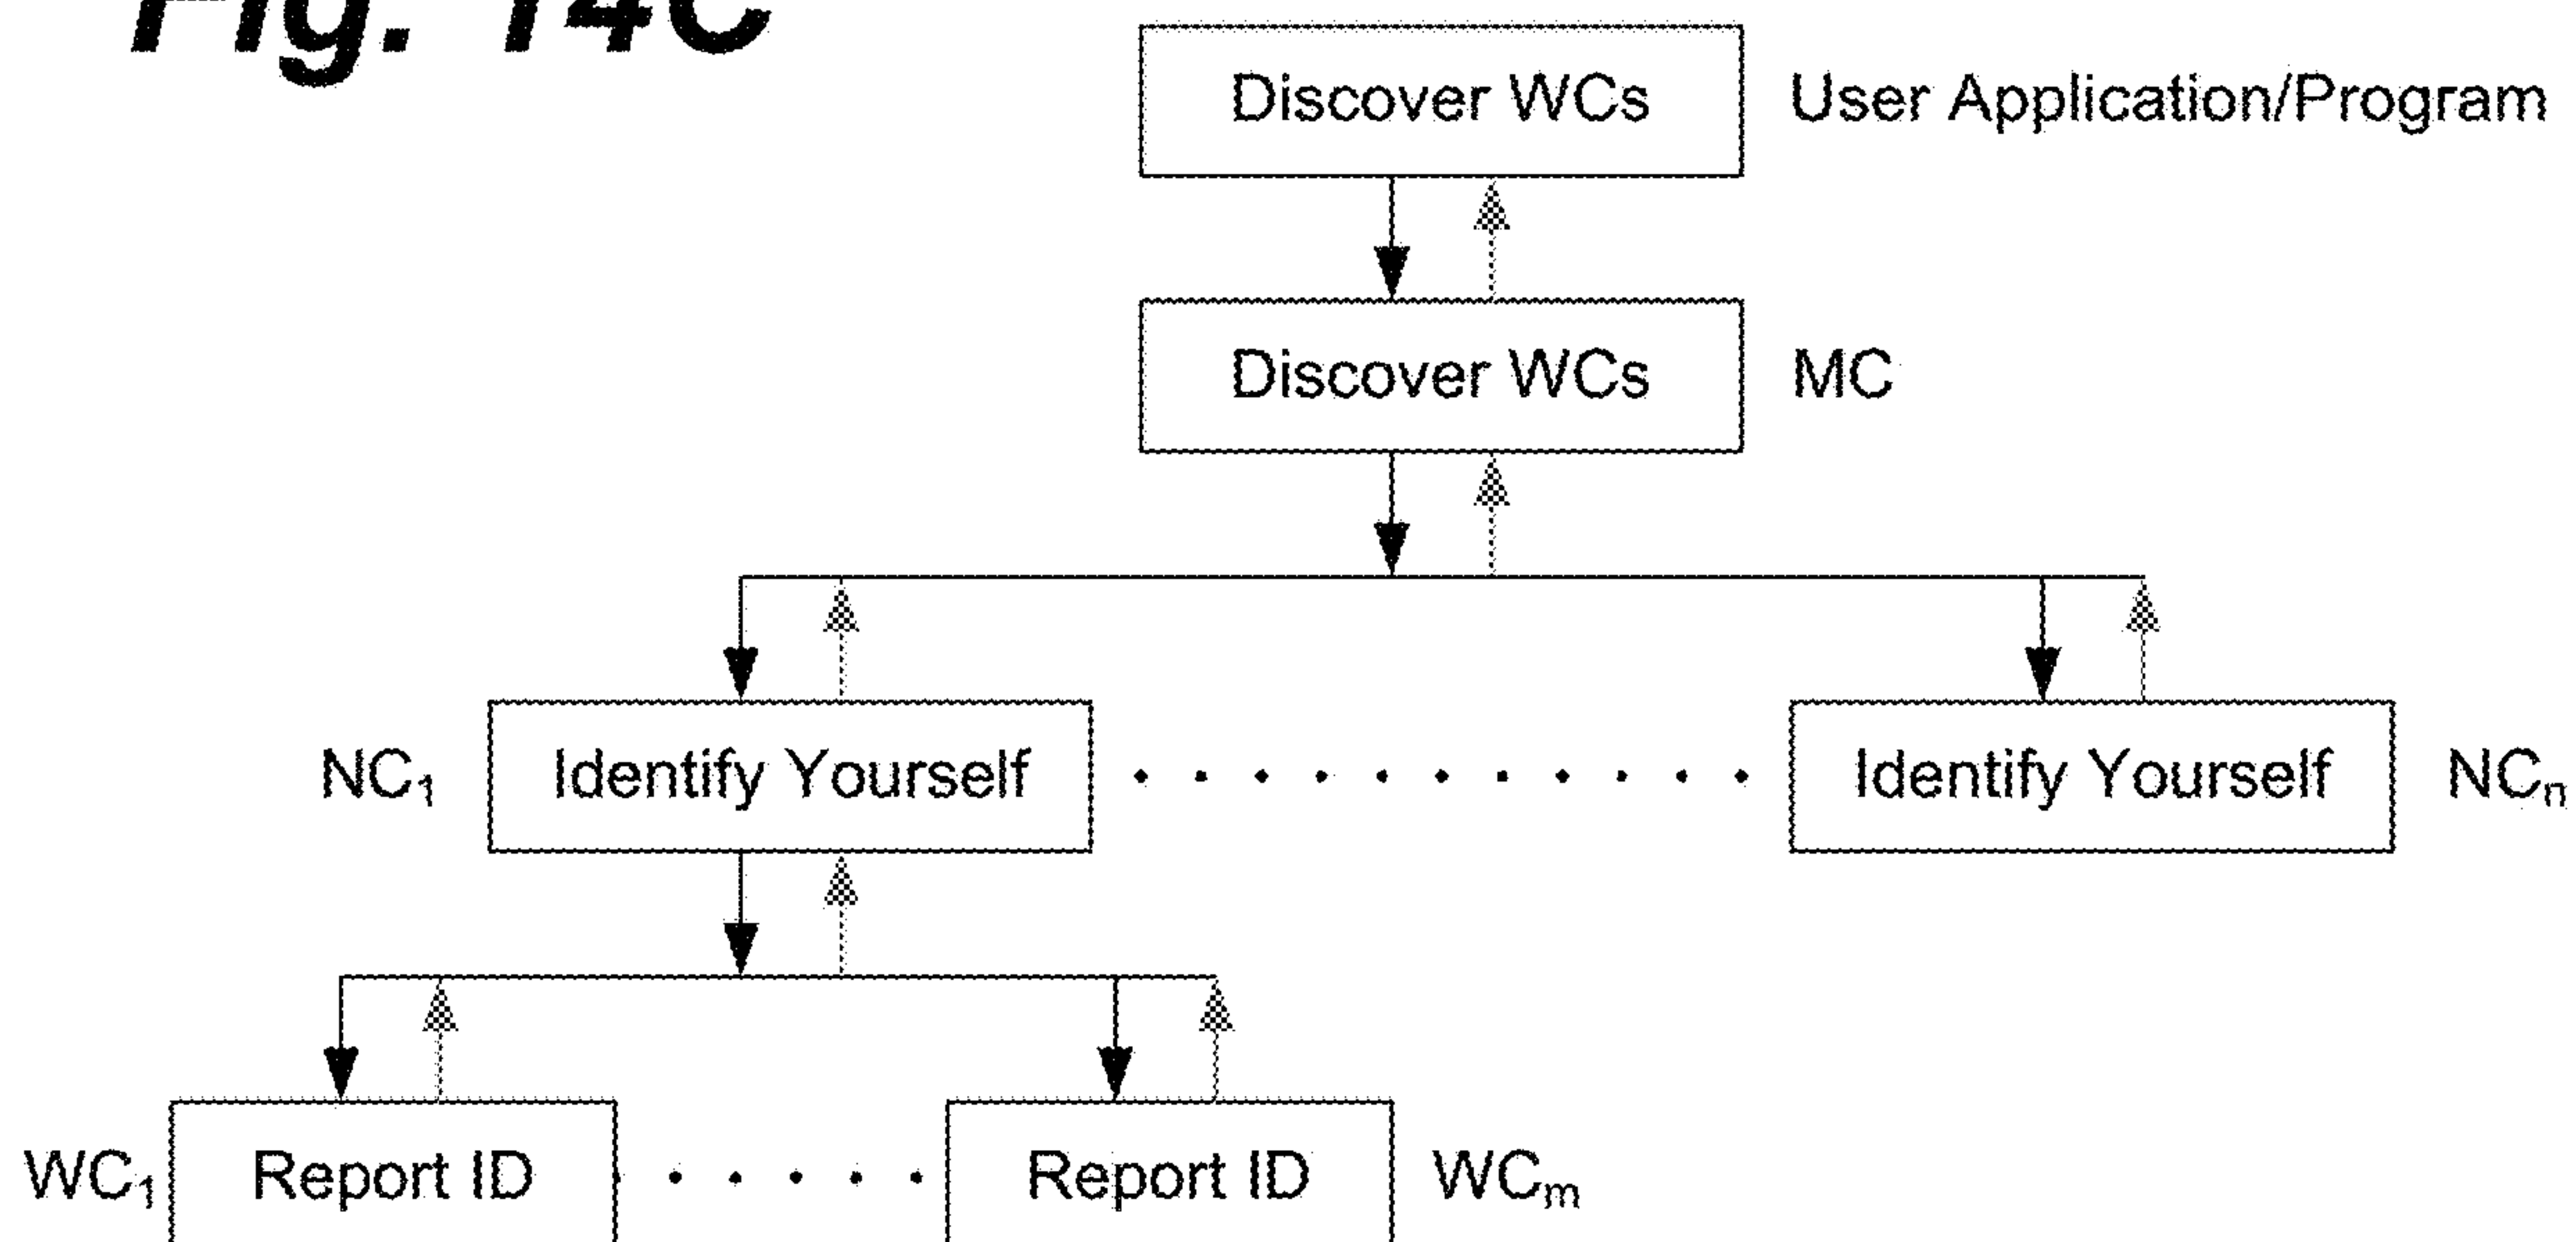 Fig. 14C
Discover WCs User Application/Program
Discover WCs MC
NC₁ Identify Yourself Identify Yourself NCₙ
WC₁ Report ID Report ID WCₘ